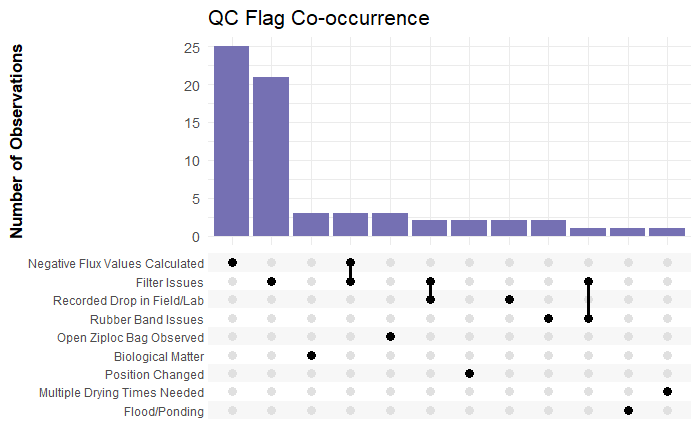 QC Flag Co-occurrence
Number of Observations
25
20
15
10
5
0
Negative Flux Values Calculated
Filter Issues
Recorded Drop in Field/Lab
Rubber Band Issues
Open Ziploc Bag Observed
Biological Matter
Position Changed
Multiple Drying Times Needed
Flood/Ponding